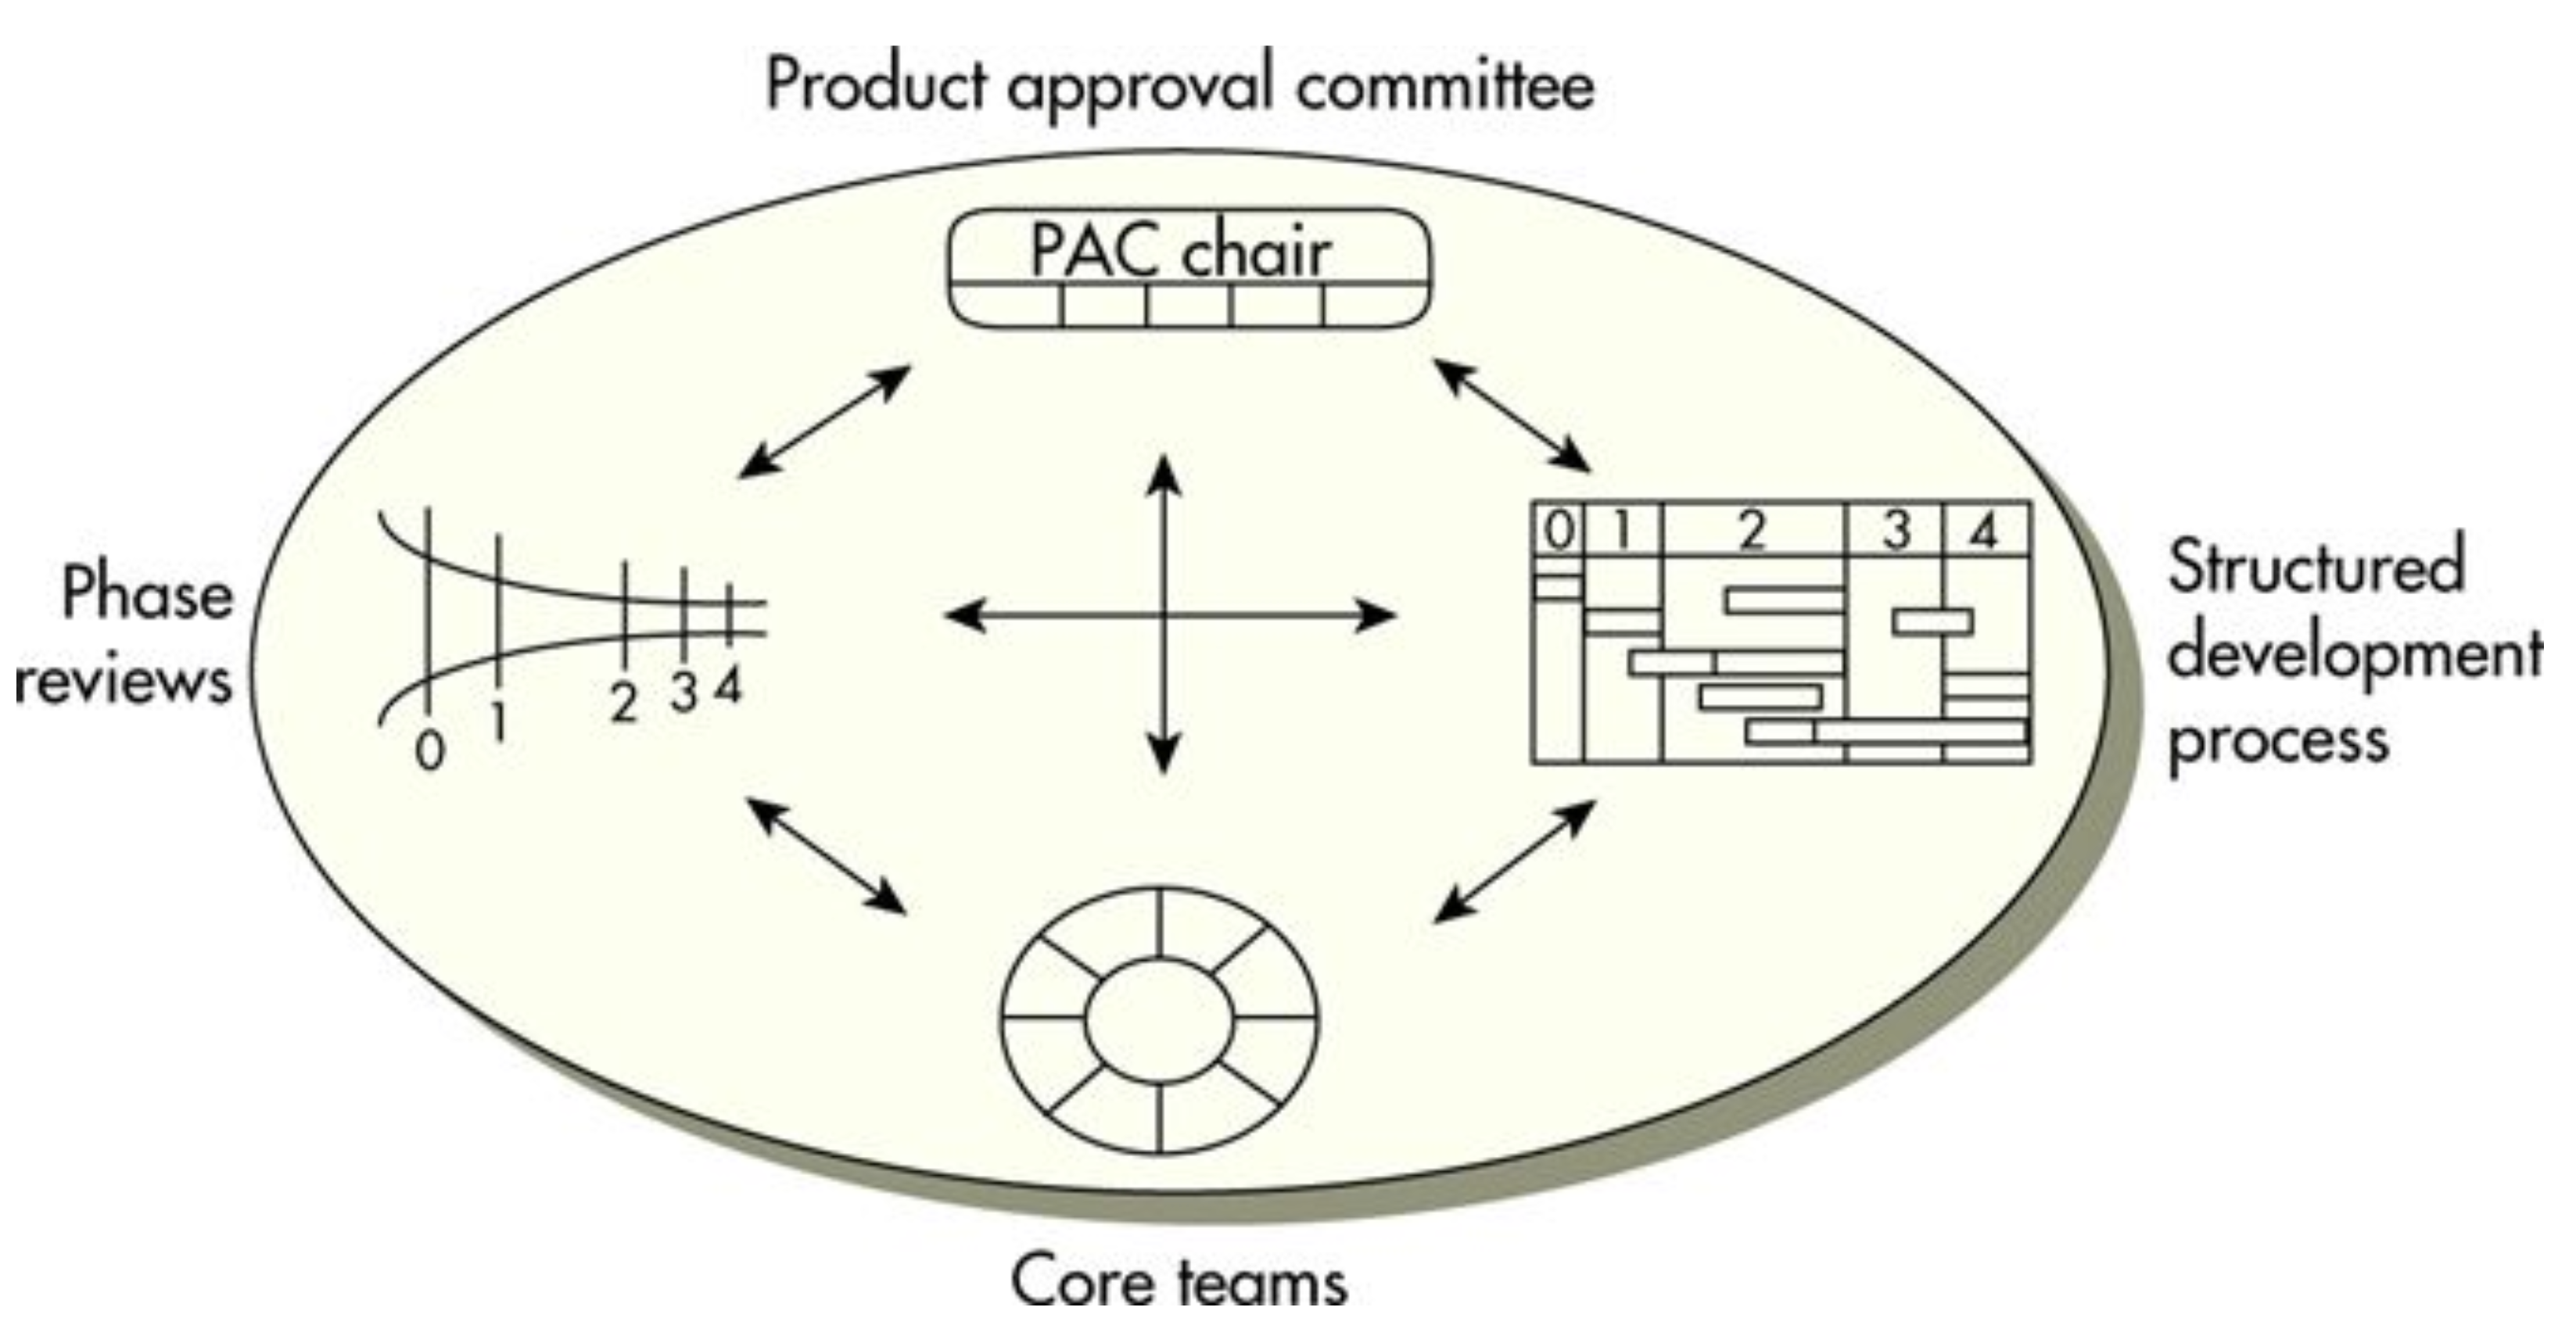 Product approval committee
PAC chair
Phase
reviews
0
1
2
3
4
0 1 2 3 4
Structured
development
process
Core teams